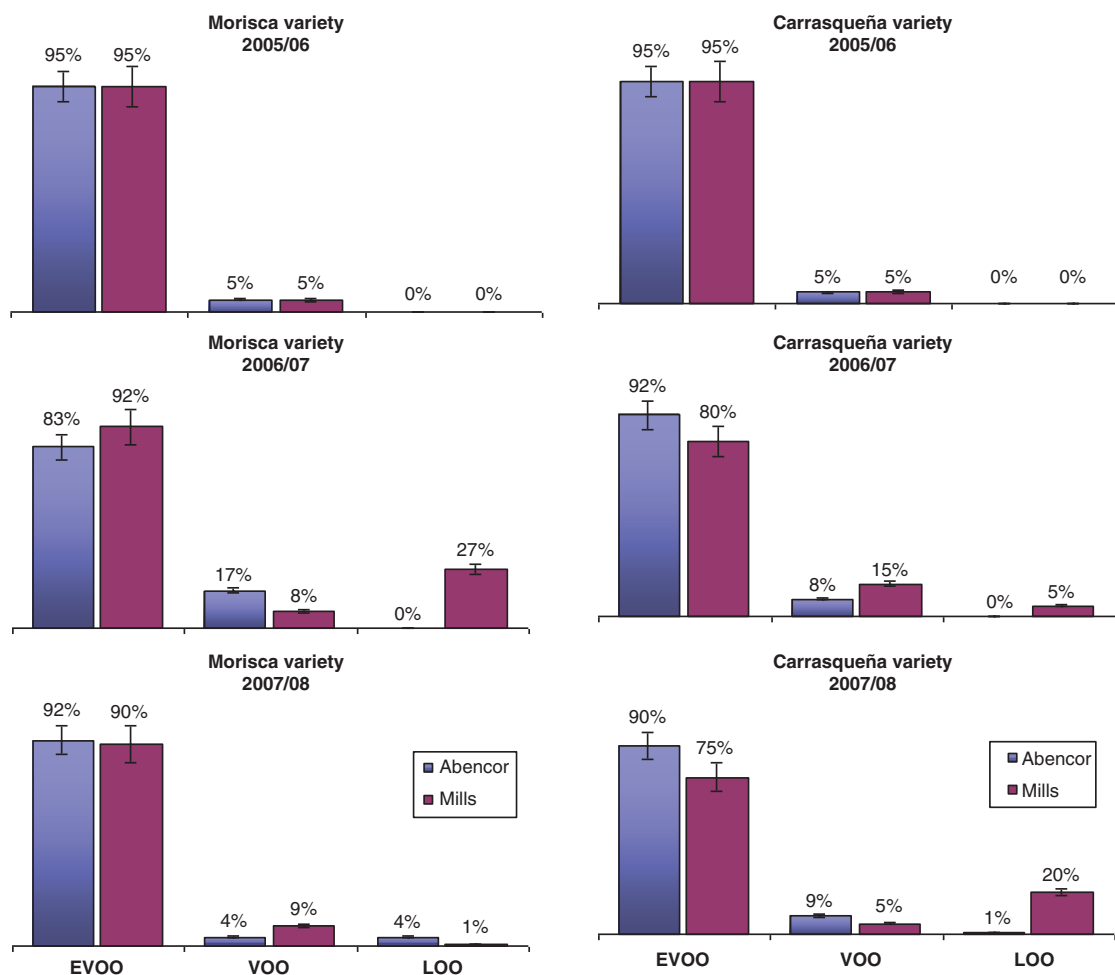 Morisca variety
2005/06
95% 95%
5% 5%
0% 0%
Carrasqueña variety
2005/06
95% 95%
5% 5%
0% 0%
Morisca variety
2006/07
83% 92%
17% 8%
0% 27%
Carrasqueña variety
2006/07
92% 80%
8% 15%
0% 5%
Morisca variety
2007/08
92% 90%
4% 9%
4% 1%
Abencor
Mills
EVOO VOO LOO
Carrasqueña variety
2007/08
90% 75%
9% 5%
1% 20%
Abencor
Mills
EVOO VOO LOO